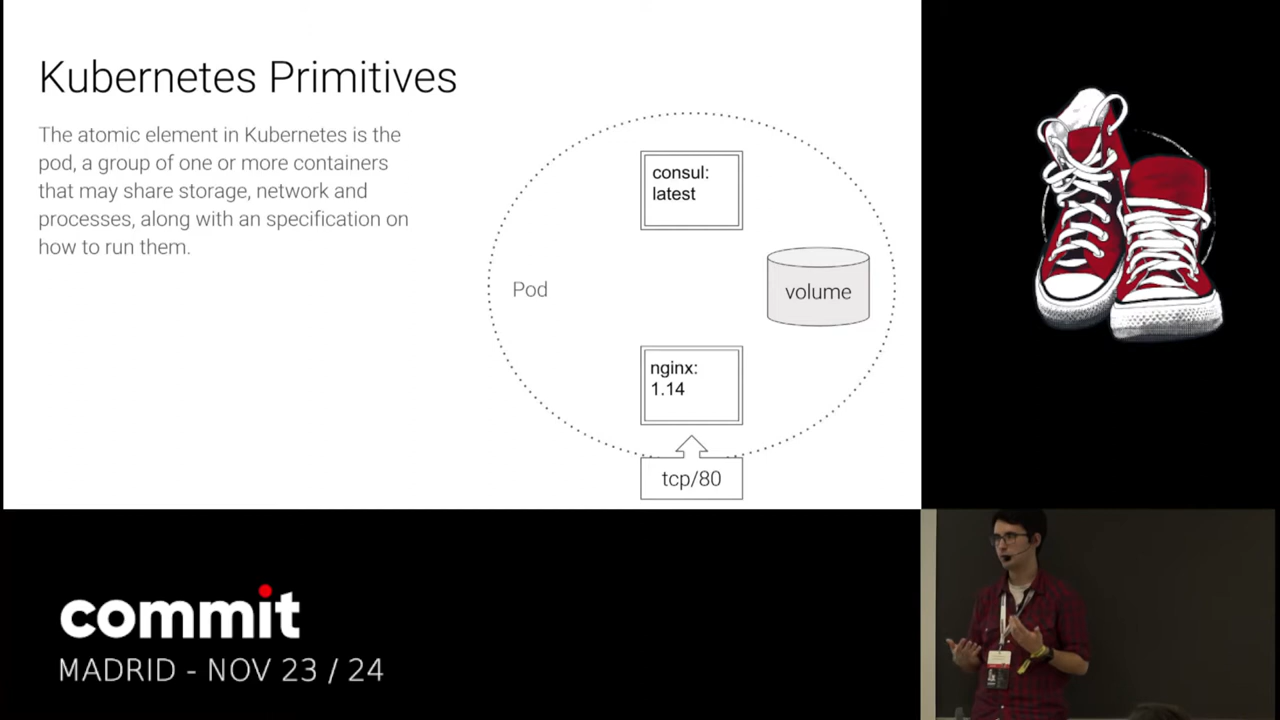 Kubernetes Primitives
The atomic element in Kubernetes is the
pod, a group of one or more containers
that may share storage, network and
processes, along with an specification on
how to run them.
consul:
latest
Pod
volume
nginx:
1.14
tcp/80
commit
MADRID - NOV 23 / 24